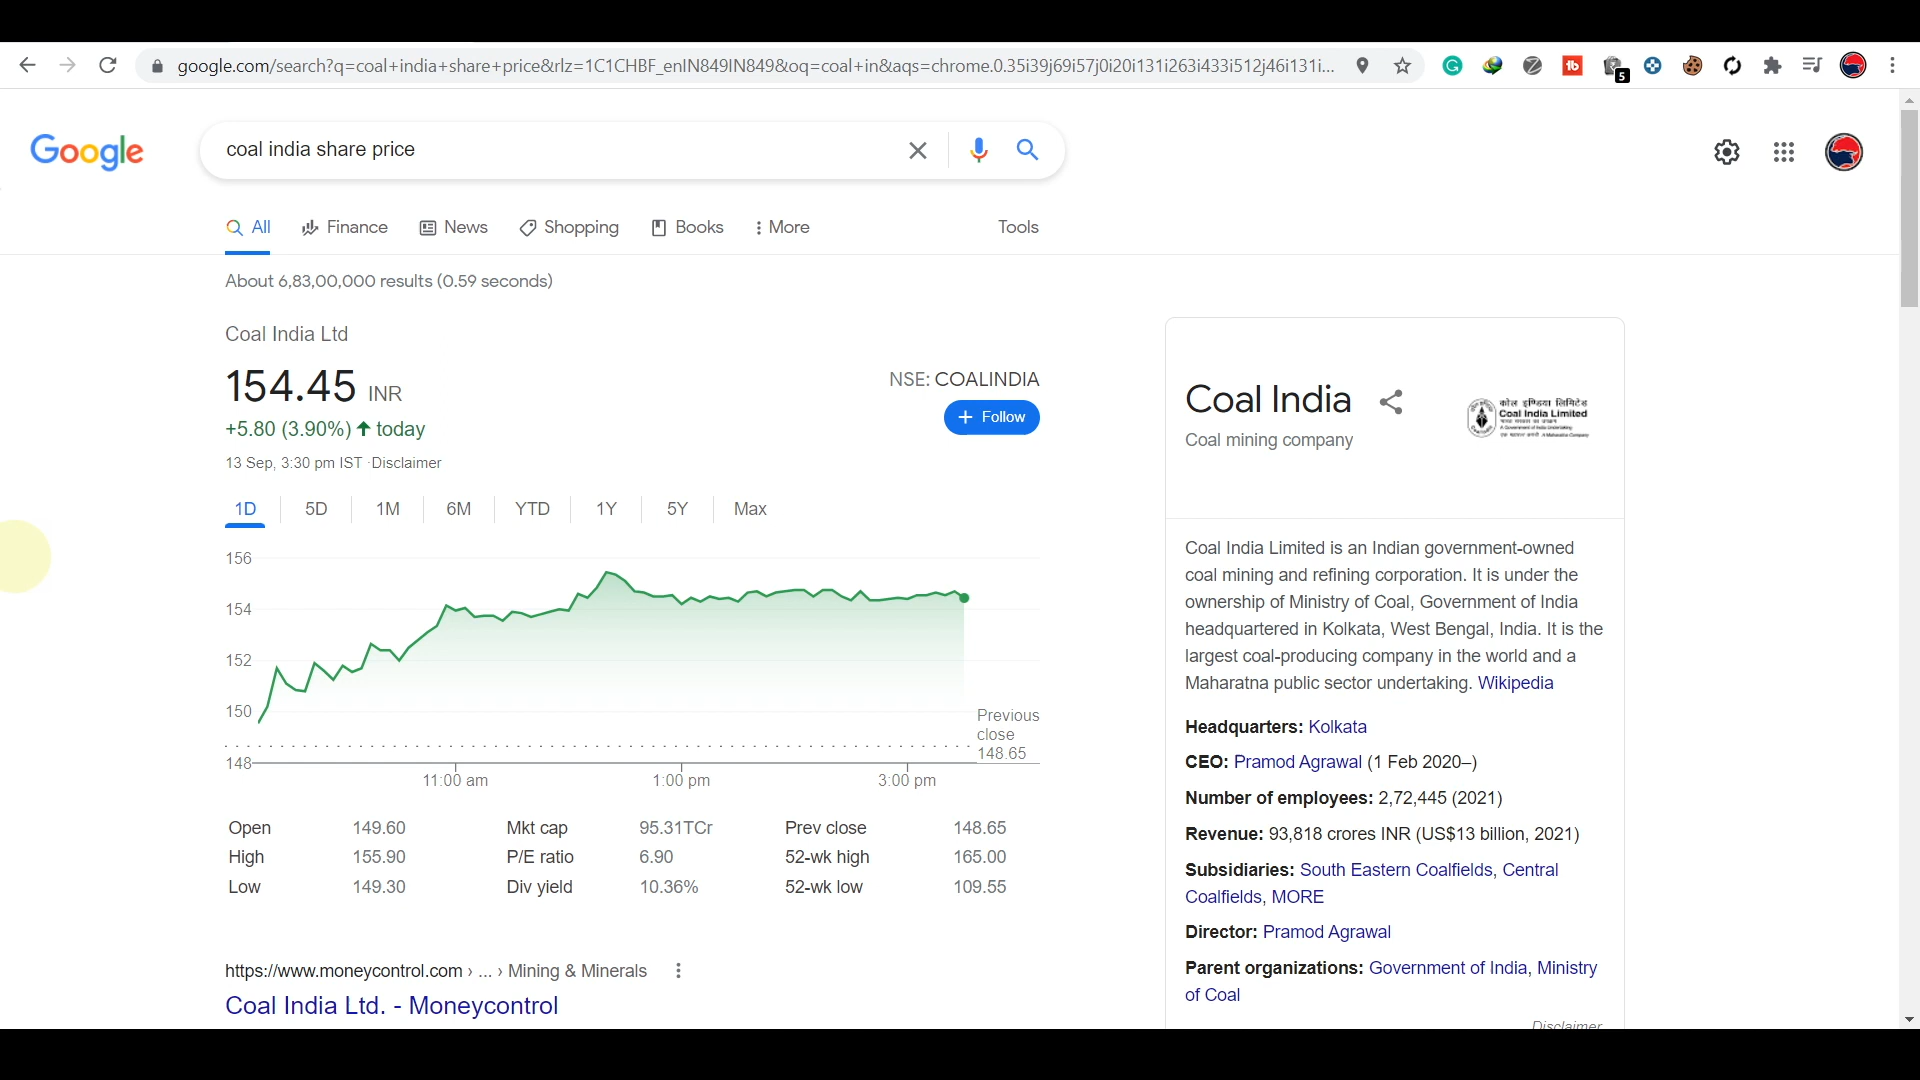 google.com/search?q=coal+india+share+price&rlz=1C1CHBF_enIN849IN849&oq=coal+in&aqs=chrome.0.35i39j69i57j0i20i131i263i433i512j46i131i...
tb
5
Google
coal india share price
All Finance News Shopping Books More Tools
About 6,83,00,000 results (0.59 seconds)
Coal India Ltd
154.45 INR
NSE: COALINDIA
+5.80 (3.90%) today
+ Follow
13 Sep, 3:30 pm IST · Disclaimer
1D 5D 1M 6M YTD 1Y 5Y Max
156
154
152
150
148
Previous
close
148.65
11:00 am 1:00 pm 3:00 pm
Open 149.60 Mkt cap 95.31TCr Prev close 148.65
High 155.90 P/E ratio 6.90 52-wk high 165.00
Low 149.30 Div yield 10.36% 52-wk low 109.55
https://www.moneycontrol.com › ... › Mining & Minerals
Coal India Ltd. - Moneycontrol
Coal India
Coal mining company
कोल इण्डिया लिमिटेड
Coal India Limited
Coal India Limited is an Indian government-owned
coal mining and refining corporation. It is under the
ownership of Ministry of Coal, Government of India
headquartered in Kolkata, West Bengal, India. It is the
largest coal-producing company in the world and a
Maharatna public sector undertaking. Wikipedia
Headquarters: Kolkata
CEO: Pramod Agrawal (1 Feb 2020–)
Number of employees: 2,72,445 (2021)
Revenue: 93,818 crores INR (US$13 billion, 2021)
Subsidiaries: South Eastern Coalfields, Central
Coalfields, MORE
Director: Pramod Agrawal
Parent organizations: Government of India, Ministry
of Coal
Disclaimer